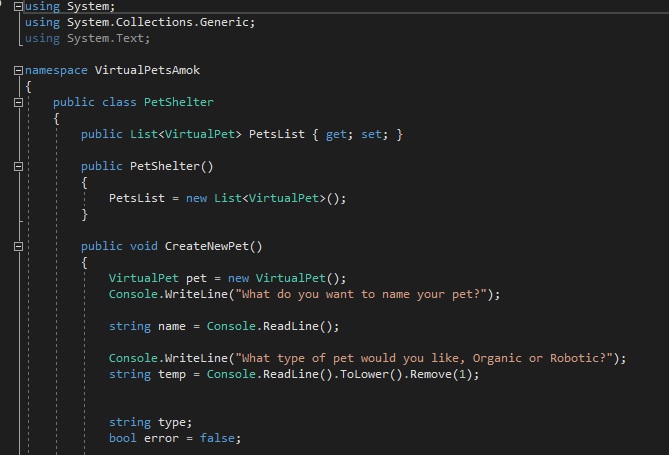 using System;
using System.Collections.Generic;
using System.Text;
namespace VirtualPetsAmok
{
public class PetShelter
{
public List<VirtualPet> PetsList { get; set; }
public PetShelter()
{
PetsList = new List<VirtualPet>();
}
public void CreateNewPet()
{
VirtualPet pet = new VirtualPet();
Console.WriteLine("What do you want to name your pet?");
string name = Console.ReadLine();
Console.WriteLine("What type of pet would you like, Organic or Robotic?");
string temp = Console.ReadLine().ToLower().Remove(1);
string type;
bool error = false;